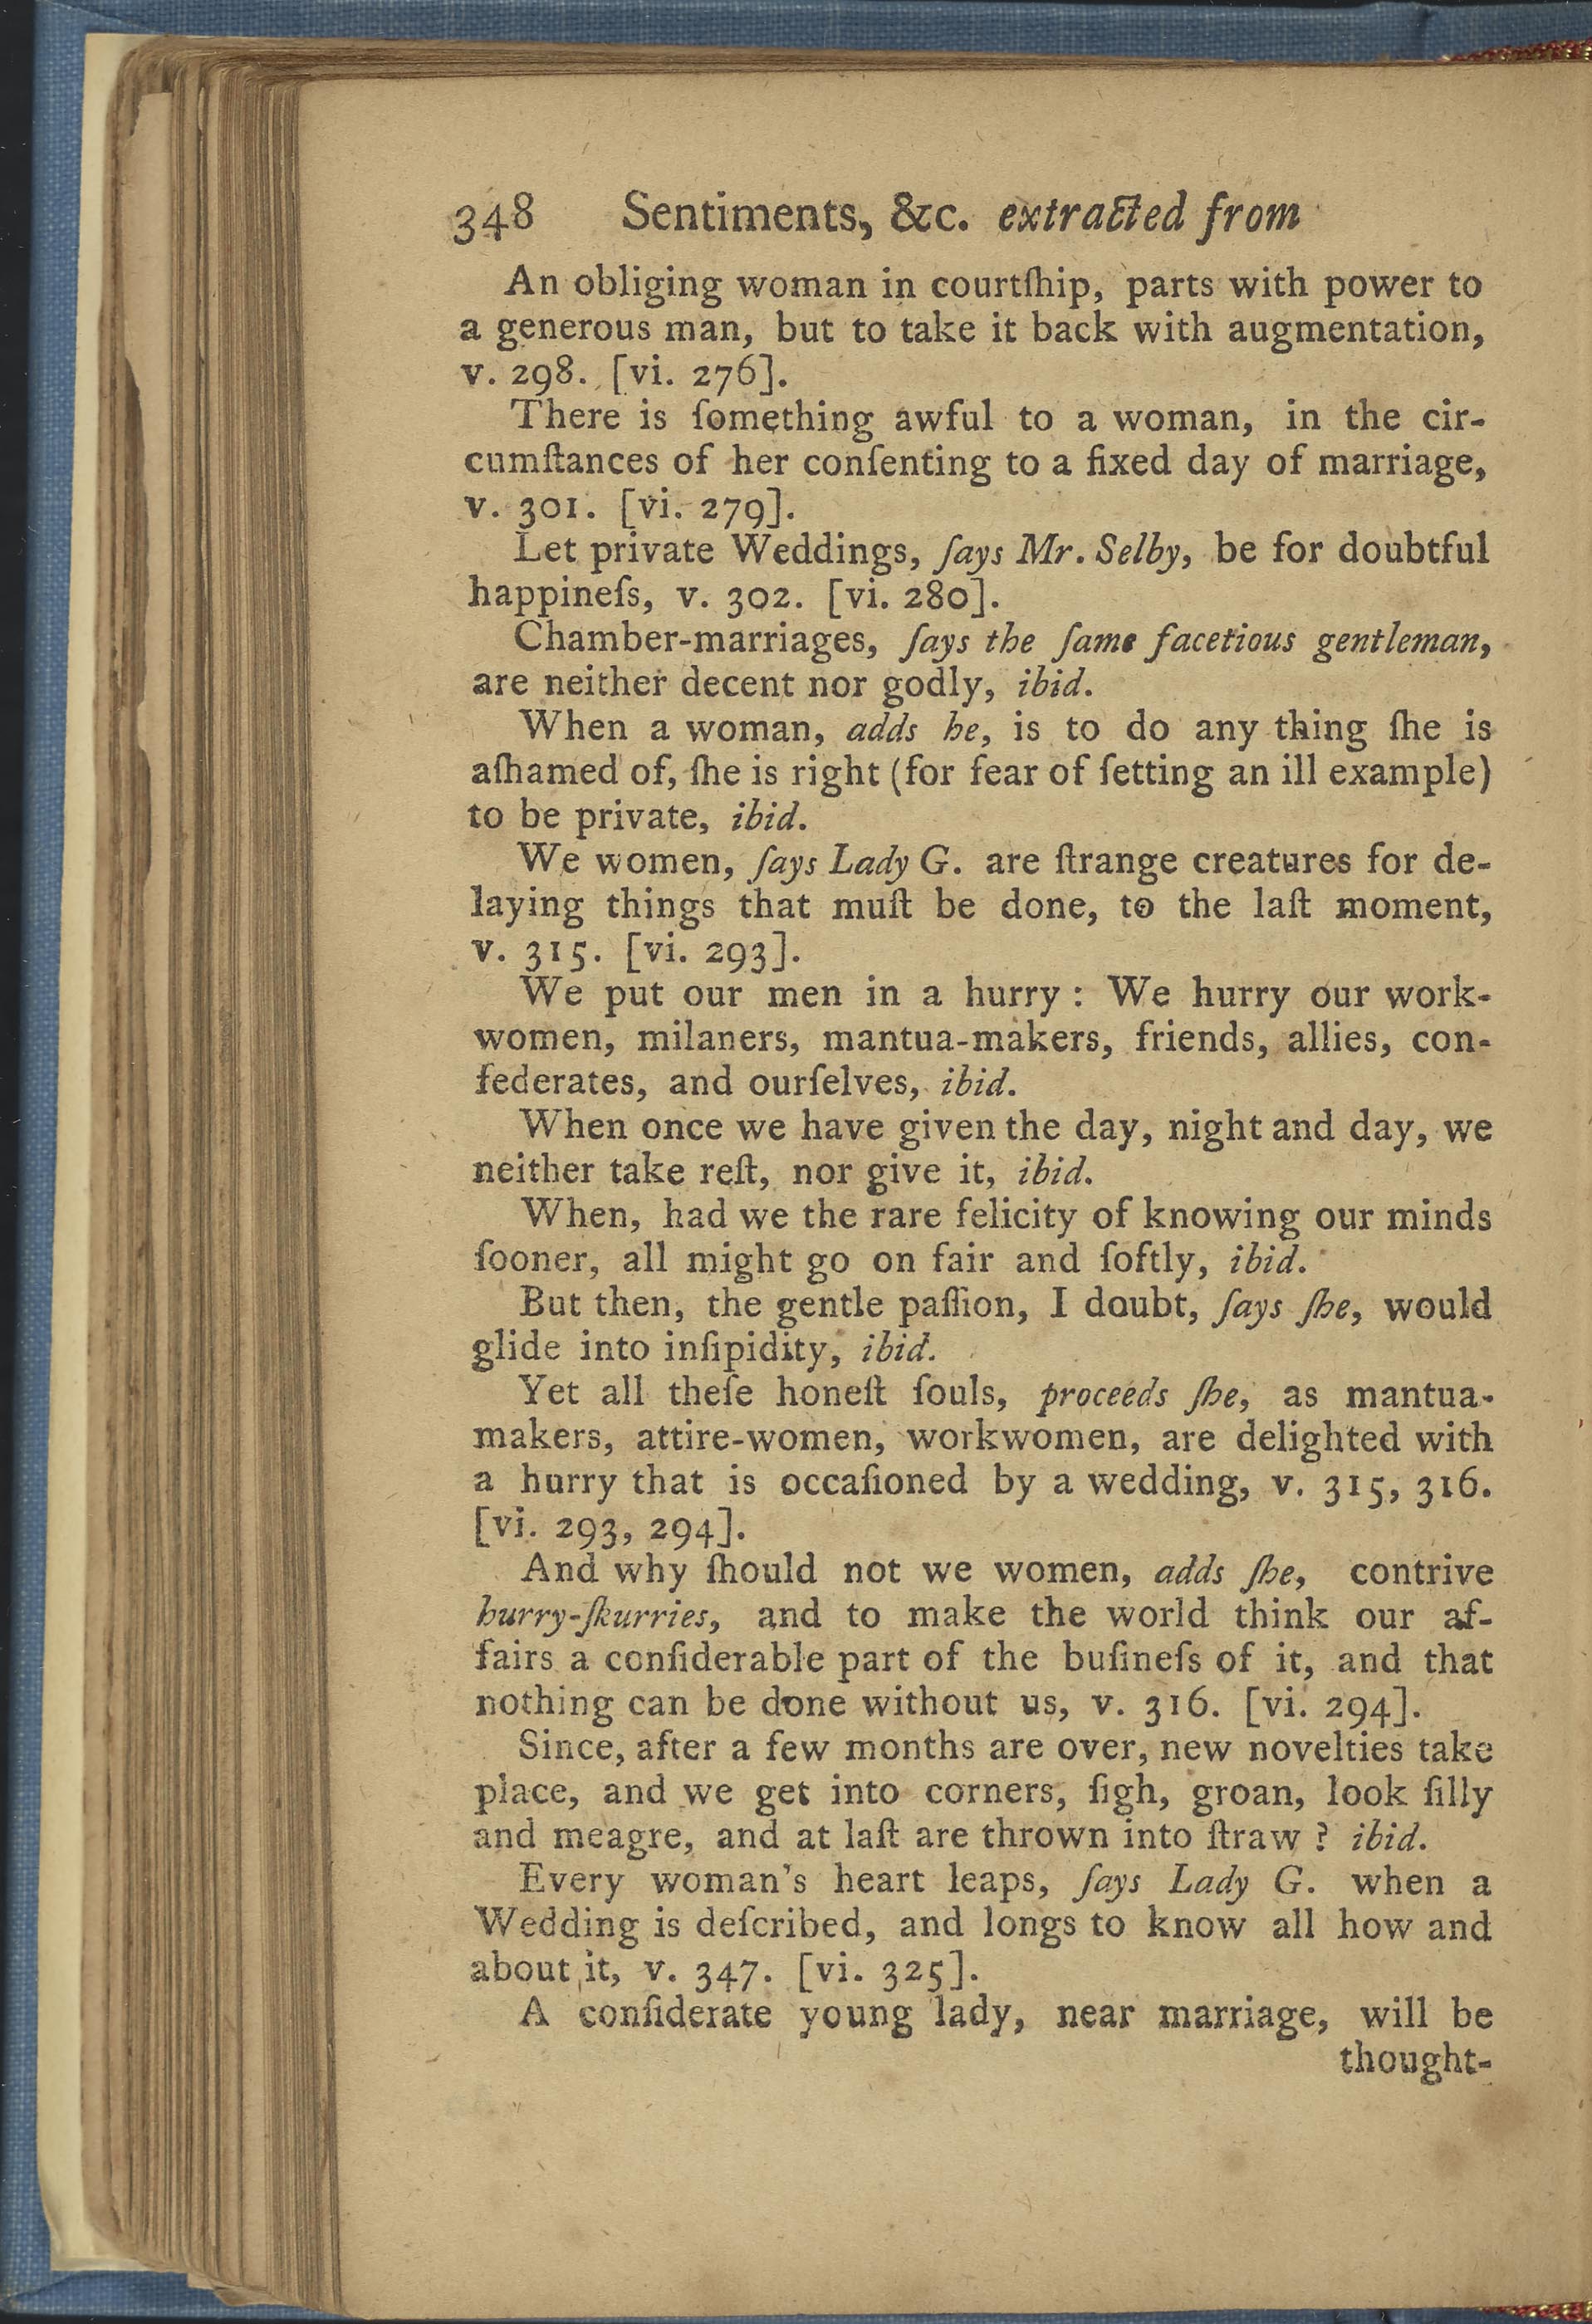 348 Sentiments, &c. extracted from
An obliging woman in courtſhip, parts with power to
a generous man, but to take it back with augmentation,
v. 298. [vi. 276].
There is ſomething awful to a woman, in the cir-
cumſtances of her conſenting to a fixed day of marriage,
v. 301. [vi. 279].
Let private Weddings, ſays Mr. Selby, be for doubtful
happineſs, v. 302. [vi. 280].
Chamber-marriages, ſays the ſame facetious gentleman,
are neither decent nor godly, ibid.
When a woman, adds he, is to do any thing ſhe is
aſhamed of, ſhe is right (for fear of ſetting an ill example)
to be private, ibid.
We women, ſays Lady G. are ſtrange creatures for de-
laying things that muſt be done, to the laſt moment,
v. 315. [vi. 293].
We put our men in a hurry : We hurry our work-
women, milaners, mantua-makers, friends, allies, con-
federates, and ourſelves, ibid.
When once we have given the day, night and day, we
neither take reſt, nor give it, ibid.
When, had we the rare felicity of knowing our minds
ſooner, all might go on fair and ſoftly, ibid.
But then, the gentle paſſion, I doubt, ſays ſhe, would
glide into inſipidity, ibid.
Yet all theſe honeſt ſouls, proceeds ſhe, as mantua-
makers, attire-women, workwomen, are delighted with
a hurry that is occaſioned by a wedding, v. 315, 316.
[vi. 293, 294].
And why ſhould not we women, adds ſhe, contrive
hurry-ſkurries, and to make the world think our af-
fairs a conſiderable part of the buſineſs of it, and that
nothing can be done without us, v. 316. [vi. 294].
Since, after a few months are over, new novelties take
place, and we get into corners, ſigh, groan, look ſilly
and meagre, and at laſt are thrown into ſtraw ? ibid.
Every woman's heart leaps, ſays Lady G. when a
Wedding is deſcribed, and longs to know all how and
about it, v. 347. [vi. 325].
A conſiderate young lady, near marriage, will be
thought-